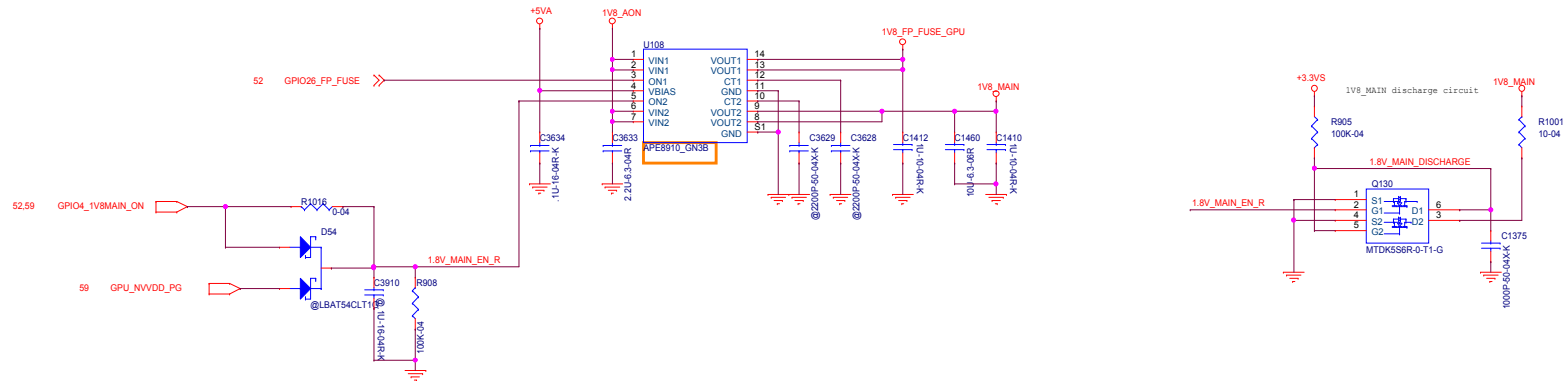 +5VA
1V8_AON
U108
1 VIN1 VOUT1 14
2 VIN1 VOUT1 13
3 ON1 CT1 12
4 VBIAS GND 11
5 ON2 CT2 10
6 VIN2 VOUT2 9
7 VIN2 VOUT2 8
GND S1
APE8910_GN3B
1V8_FP_FUSE_GPU
1V8_MAIN
52 GPIO26_FP_FUSE
C3634
.1U-16-04R-K
C3633
2.2U-6.3-04R
C3629
@2200P-50-04X-K
C3628
@2200P-50-04X-K
C1412
1U-10-04R-K
C1460
10U-6.3-06R
C1410
1U-10-04R-K
52,59 GPIO4_1V8MAIN_ON
R1016
0-04
D54
@LBAT54CLT1G
59 GPU_NVVDD_PG
1.8V_MAIN_EN_R
C3910
@.1U-16-04R-K
R908
100K-04
+3.3VS
1V8_MAIN discharge circuit
1V8_MAIN
R905
100K-04
R1001
10-04
1.8V_MAIN_DISCHARGE
Q130
1.8V_MAIN_EN_R
1 S1
2 G1 D1 6
4 S2 D2 3
5 G2
MTDK5S6R-0-T1-G
C1375
1000P-50-04X-K